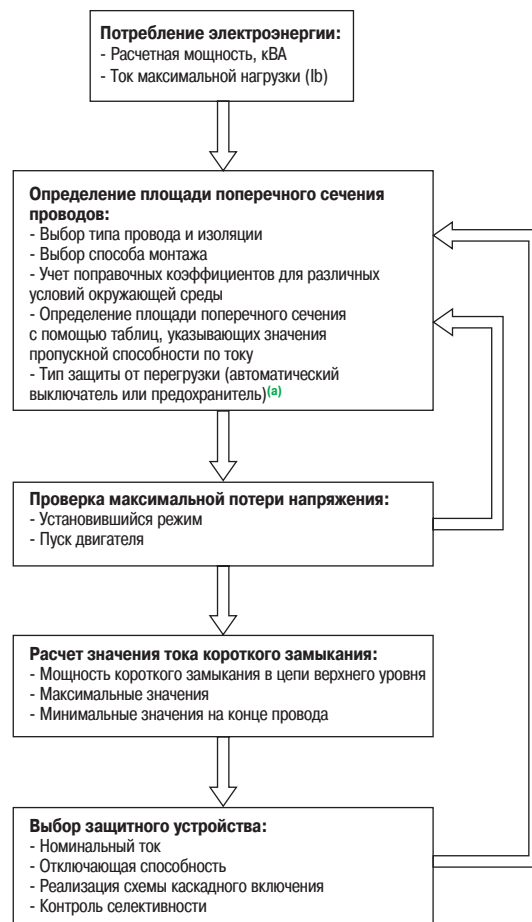 Потребление электроэнергии:
- Расчетная мощность, кВА
- Ток максимальной нагрузки (Ib)
Определение площади поперечного сечения
проводов:
- Выбор типа провода и изоляции
- Выбор способа монтажа
- Учет поправочных коэффициентов для различных
условий окружающей среды
- Определение площади поперечного сечения
с помощью таблиц, указывающих значения
пропускной способности по току
- Тип защиты от перегрузки (автоматический
выключатель или предохранитель)(а)
Проверка максимальной потери напряжения:
- Установившийся режим
- Пуск двигателя
Расчет значения тока короткого замыкания:
- Мощность короткого замыкания в цепи верхнего уровня
- Максимальные значения
- Минимальные значения на конце провода
Выбор защитного устройства:
- Номинальный ток
- Отключающая способность
- Реализация схемы каскадного включения
- Контроль селективности